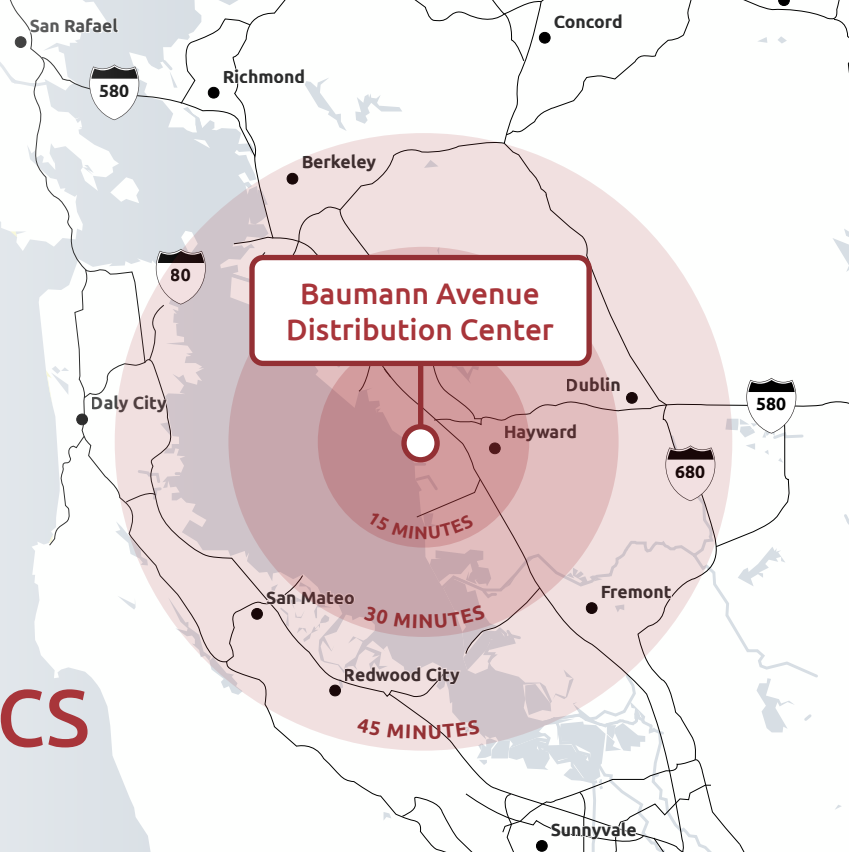 San Rafael
Concord
Richmond
580
Berkeley
80
Baumann Avenue
Distribution Center
Dublin
580
Daly City
Hayward
680
15 MINUTES
Fremont
San Mateo
30 MINUTES
Redwood City
CS
45 MINUTES
Sunnyvale